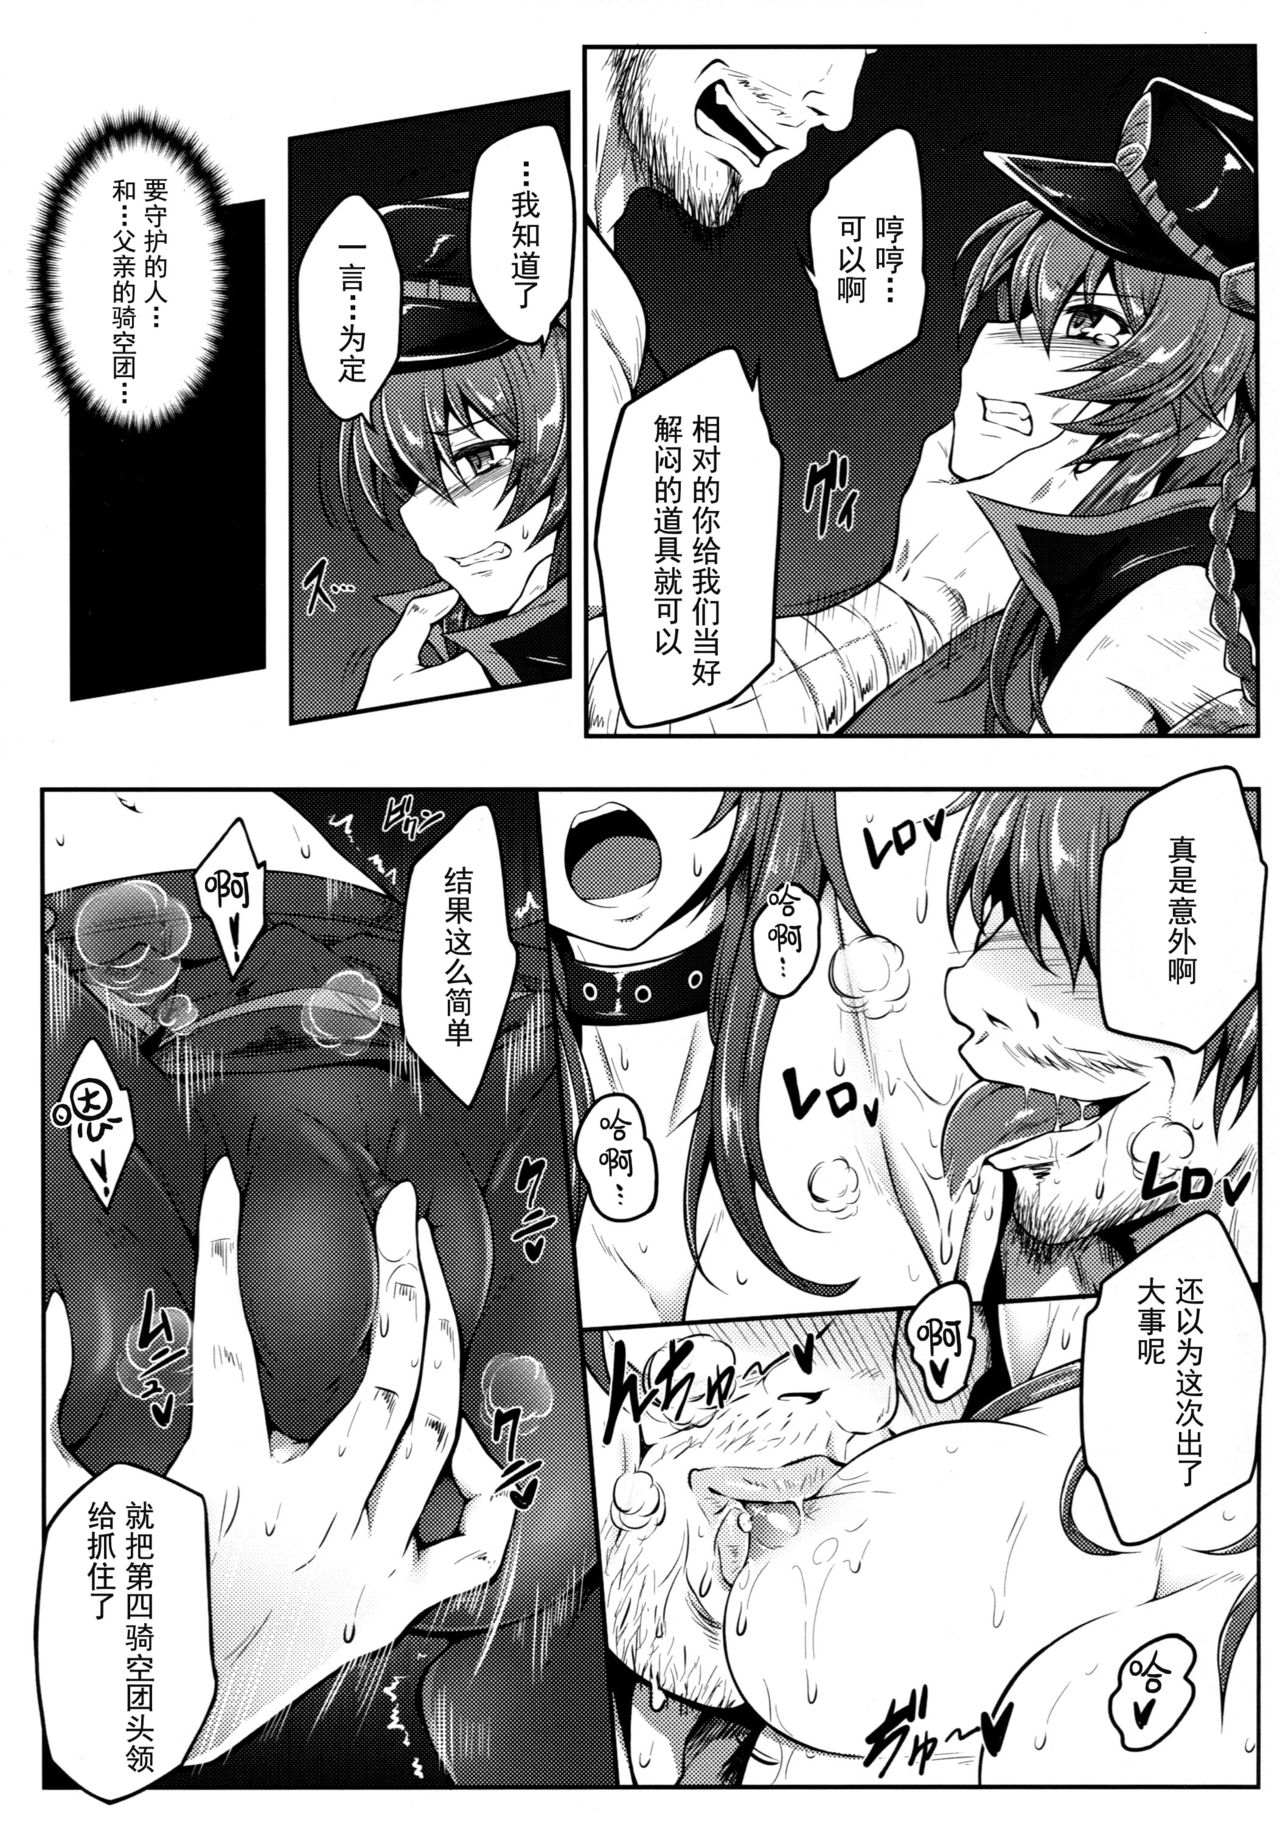 哼哼…
可以啊
相对的你给我们当好
解闷的道具就可以
グィ
…我知道了
一言…为定
ス…
要守护的人…
和…父亲的骑空团…
真是意外啊
还以为这次出了
大事呢
レロ♥
レロ♥
レロ♥
哈啊…
哈啊…
啊♥
んちゅ~♥
ぢゅ~♥
哈♥
结果这么简单
就把第四骑空团头领
给抓住了
ビクン
啊♥
嗯♥
クニ♥
クニ♥
ムニュ♥